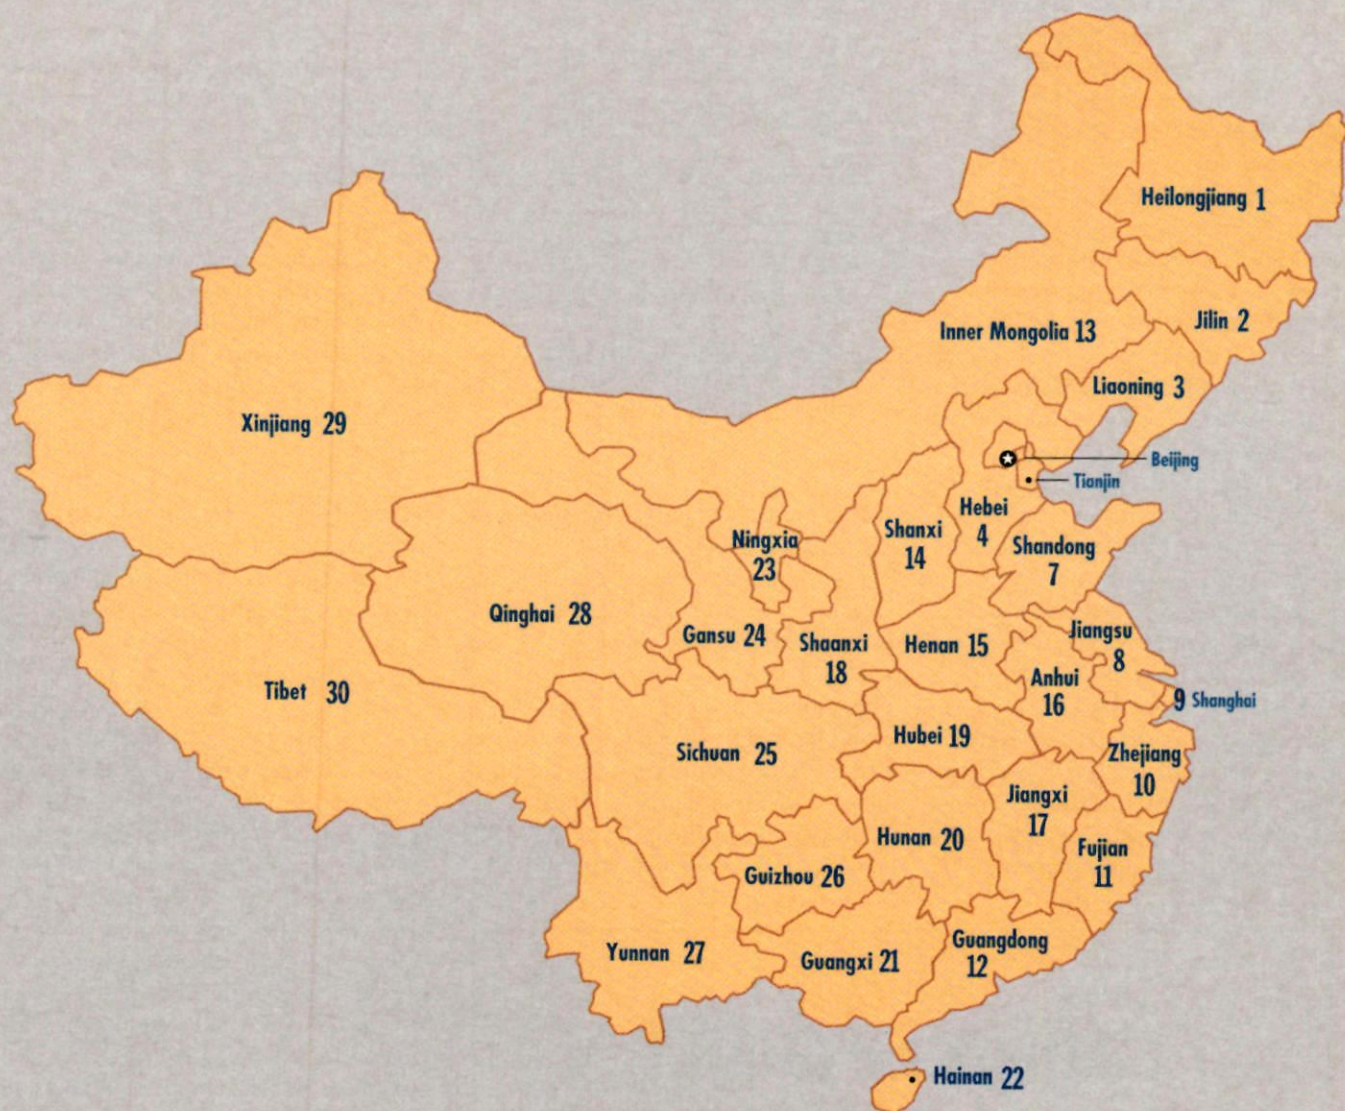 Heilongjiang 1
Jilin 2
Inner Mongolia 13
Liaoning 3
Xinjiang 29
Beijing
Tianjin
Hebei
4
Shanxi
14
Ningxia
23
Shandong
7
Qinghai 28
Gansu 24
Shaanxi
18
Henan 15
Jiangsu
8
Anhui
16
Tibet 30
9 Shanghai
Hubei 19
Sichuan 25
Zhejiang
10
Jiangxi
17
Hunan 20
Fujian
11
Guizhou 26
Guangdong
12
Yunnan 27
Guangxi 21
Hainan 22